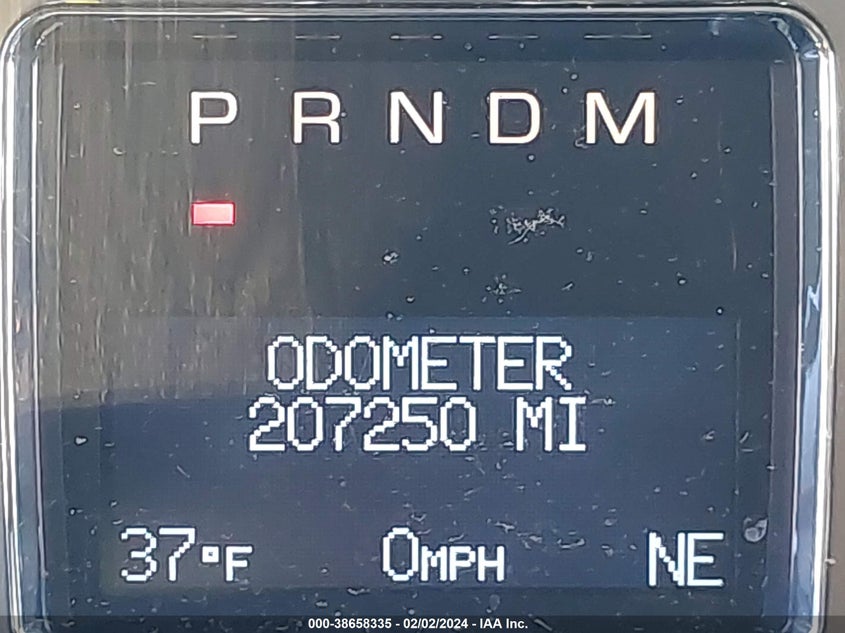 P R N D M
ODOMETER
207250 MI
37°F 0MPH NE
000-38658335 - 02/02/2024 - IAA Inc.